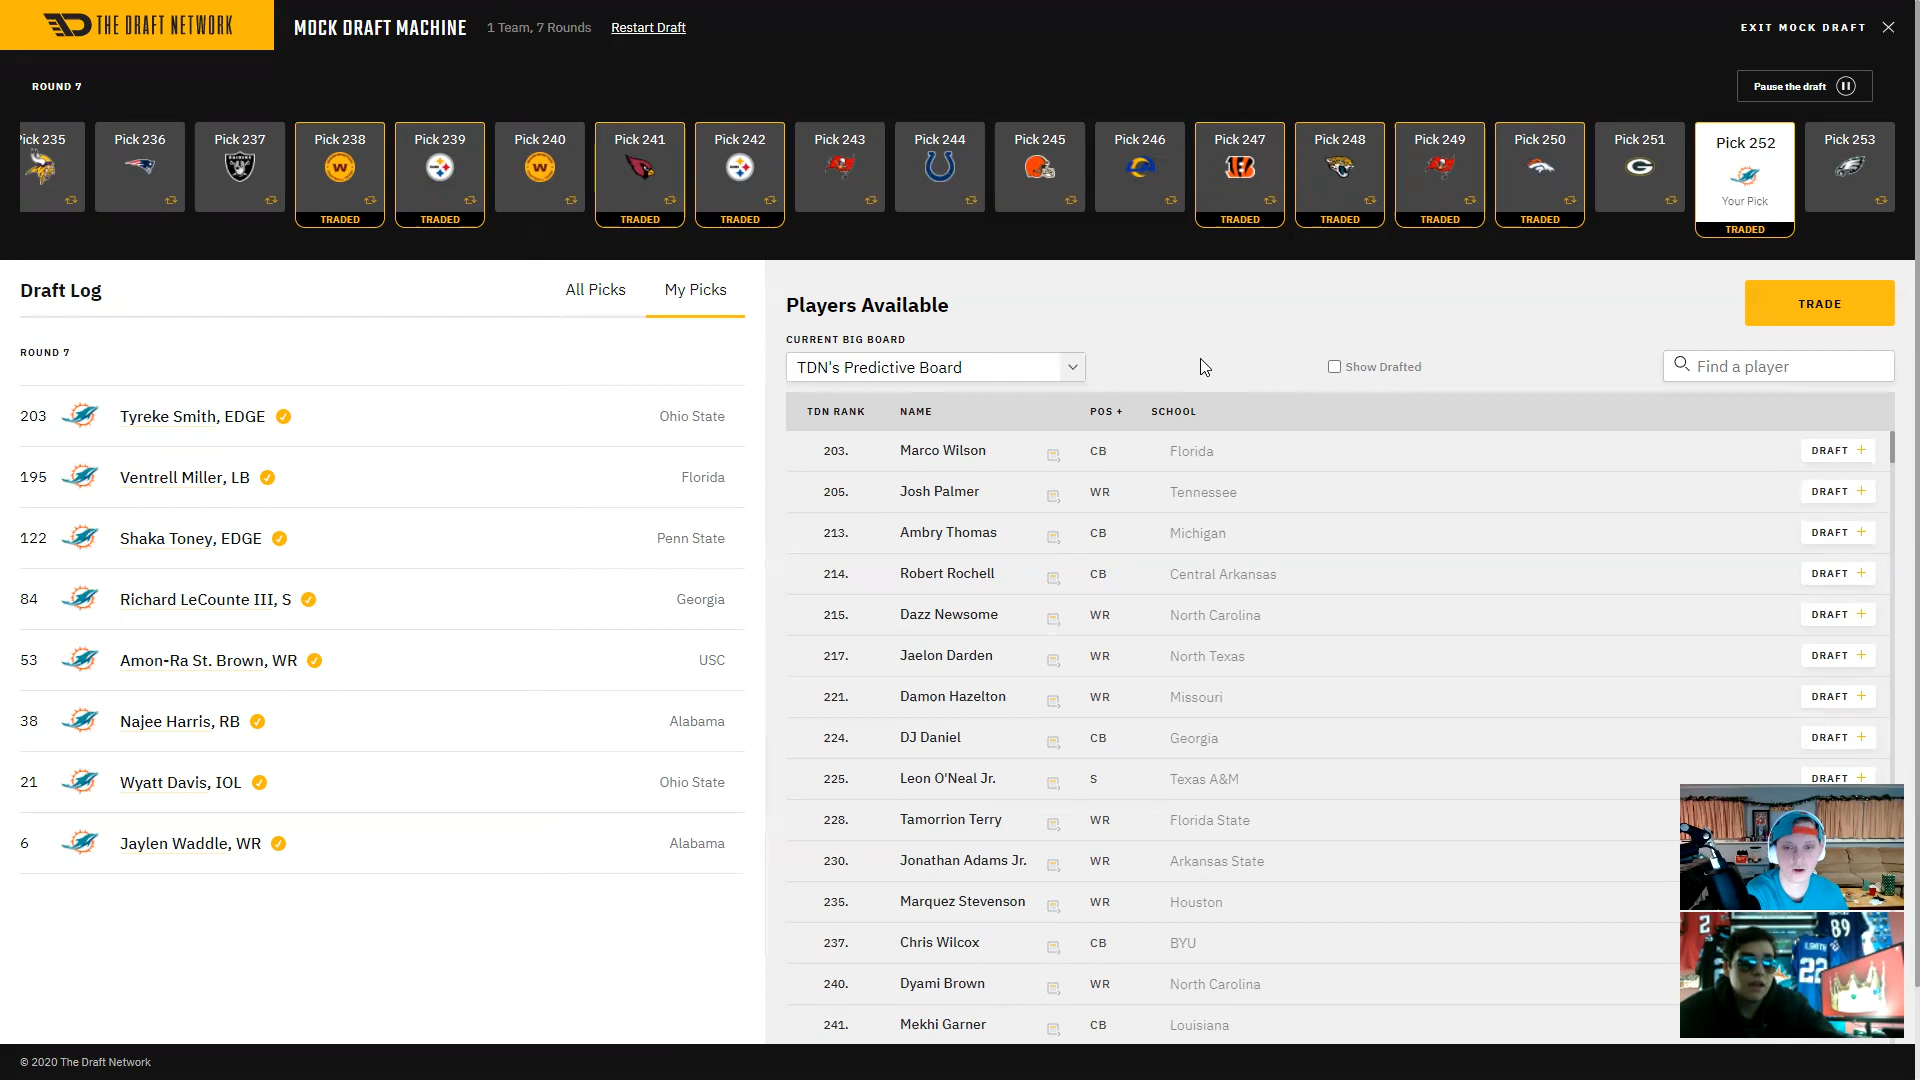 THE DRAFT NETWORK
MOCK DRAFT MACHINE
1 Team, 7 Rounds
Restart Draft
EXIT MOCK DRAFT
ROUND 7
Pause the draft
Pick 235
Pick 236
Pick 237
Pick 238
TRADED
Pick 239
TRADED
Pick 240
Pick 241
TRADED
Pick 242
TRADED
Pick 243
Pick 244
Pick 245
Pick 246
Pick 247
TRADED
Pick 248
TRADED
Pick 249
TRADED
Pick 250
TRADED
Pick 251
Pick 252
Your Pick
TRADED
Pick 253
Draft Log
All Picks
My Picks
ROUND 7
203 Tyreke Smith, EDGE Ohio State
195 Ventrell Miller, LB Florida
122 Shaka Toney, EDGE Penn State
84 Richard LeCounte III, S Georgia
53 Amon-Ra St. Brown, WR USC
38 Najee Harris, RB Alabama
21 Wyatt Davis, IOL Ohio State
6 Jaylen Waddle, WR Alabama
Players Available
TRADE
CURRENT BIG BOARD
TDN's Predictive Board
Show Drafted
Find a player
TDN RANK NAME POS + SCHOOL
203. Marco Wilson CB Florida DRAFT +
205. Josh Palmer WR Tennessee DRAFT +
213. Ambry Thomas CB Michigan DRAFT +
214. Robert Rochell CB Central Arkansas DRAFT +
215. Dazz Newsome WR North Carolina DRAFT +
217. Jaelon Darden WR North Texas DRAFT +
221. Damon Hazelton WR Missouri DRAFT +
224. DJ Daniel CB Georgia DRAFT +
225. Leon O'Neal Jr. S Texas A&M DRAFT +
228. Tamorrion Terry WR Florida State
230. Jonathan Adams Jr. WR Arkansas State
235. Marquez Stevenson WR Houston
237. Chris Wilcox CB BYU
240. Dyami Brown WR North Carolina
241. Mekhi Garner CB Louisiana
2
89
22
© 2020 The Draft Network